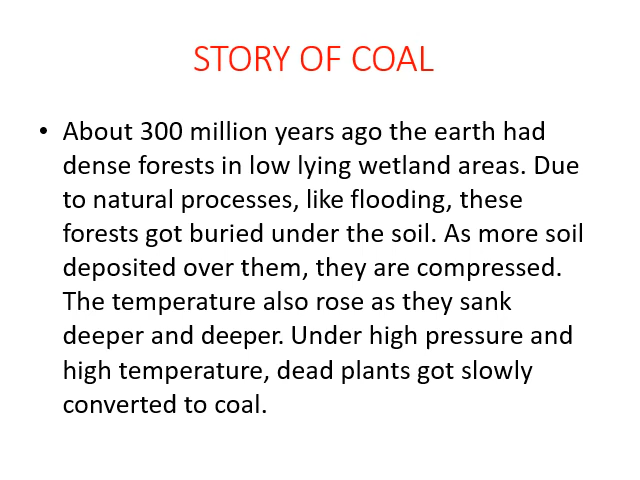 STORY OF COAL
• About 300 million years ago the earth had
dense forests in low lying wetland areas. Due
to natural processes, like flooding, these
forests got buried under the soil. As more soil
deposited over them, they are compressed.
The temperature also rose as they sank
deeper and deeper. Under high pressure and
high temperature, dead plants got slowly
converted to coal.